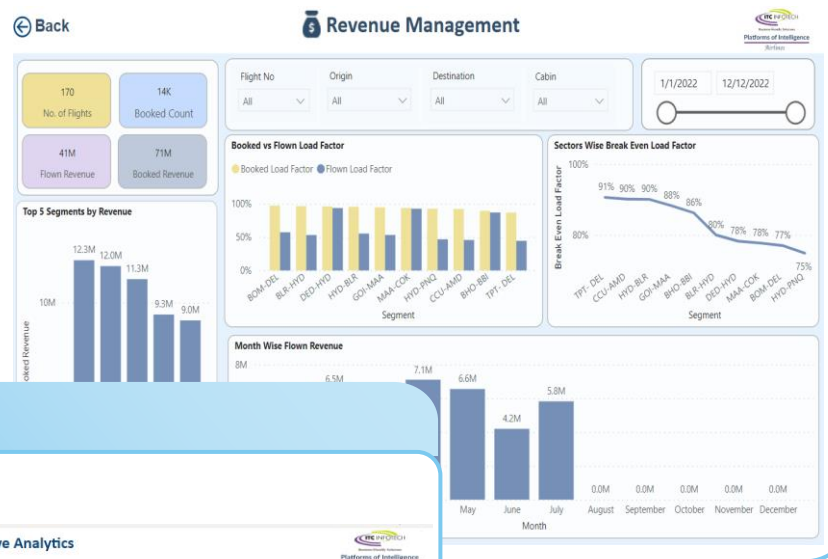 Back
Revenue Management
ITC INFOTECH
Platforms of Intelligence
Airlines
170
No. of Flights
14K
Booked Count
41M
Flown Revenue
71M
Booked Revenue
Flight No
All
Origin
All
Destination
All
Cabin
All
1/1/2022
12/12/2022
Top 5 Segments by Revenue
12.3M
12.0M
11.3M
9.3M
9.0M
10M
Booked Revenue
Booked vs Flown Load Factor
Booked Load Factor
Flown Load Factor
100%
50%
0%
BOM-DEL
BLR-HYD
DED-HYD
HYD-BLR
GOI-MAA
MAA-COK
HYD-PNQ
CCU-AMD
BHO-BBI
TPT- DEL
Segment
Sectors Wise Break Even Load Factor
Break Even Load Factor
100%
80%
91%
90%
90%
88%
86%
80%
78%
78%
77%
75%
TPT- DEL
CCU-AMD
HYD-BLR
GOI-MAA
BHO-BBI
BLR-HYD
DED-HYD
MAA-COK
BOM-DEL
HYD-PNQ
Segment
Month Wise Flown Revenue
8M
6.5M
7.1M
6.6M
4.2M
5.8M
0.0M
0.0M
0.0M
0.0M
0.0M
May
June
July
August
September
October
November
December
Month
ve Analytics
ITC INFOTECH
Platforms of Intelligence